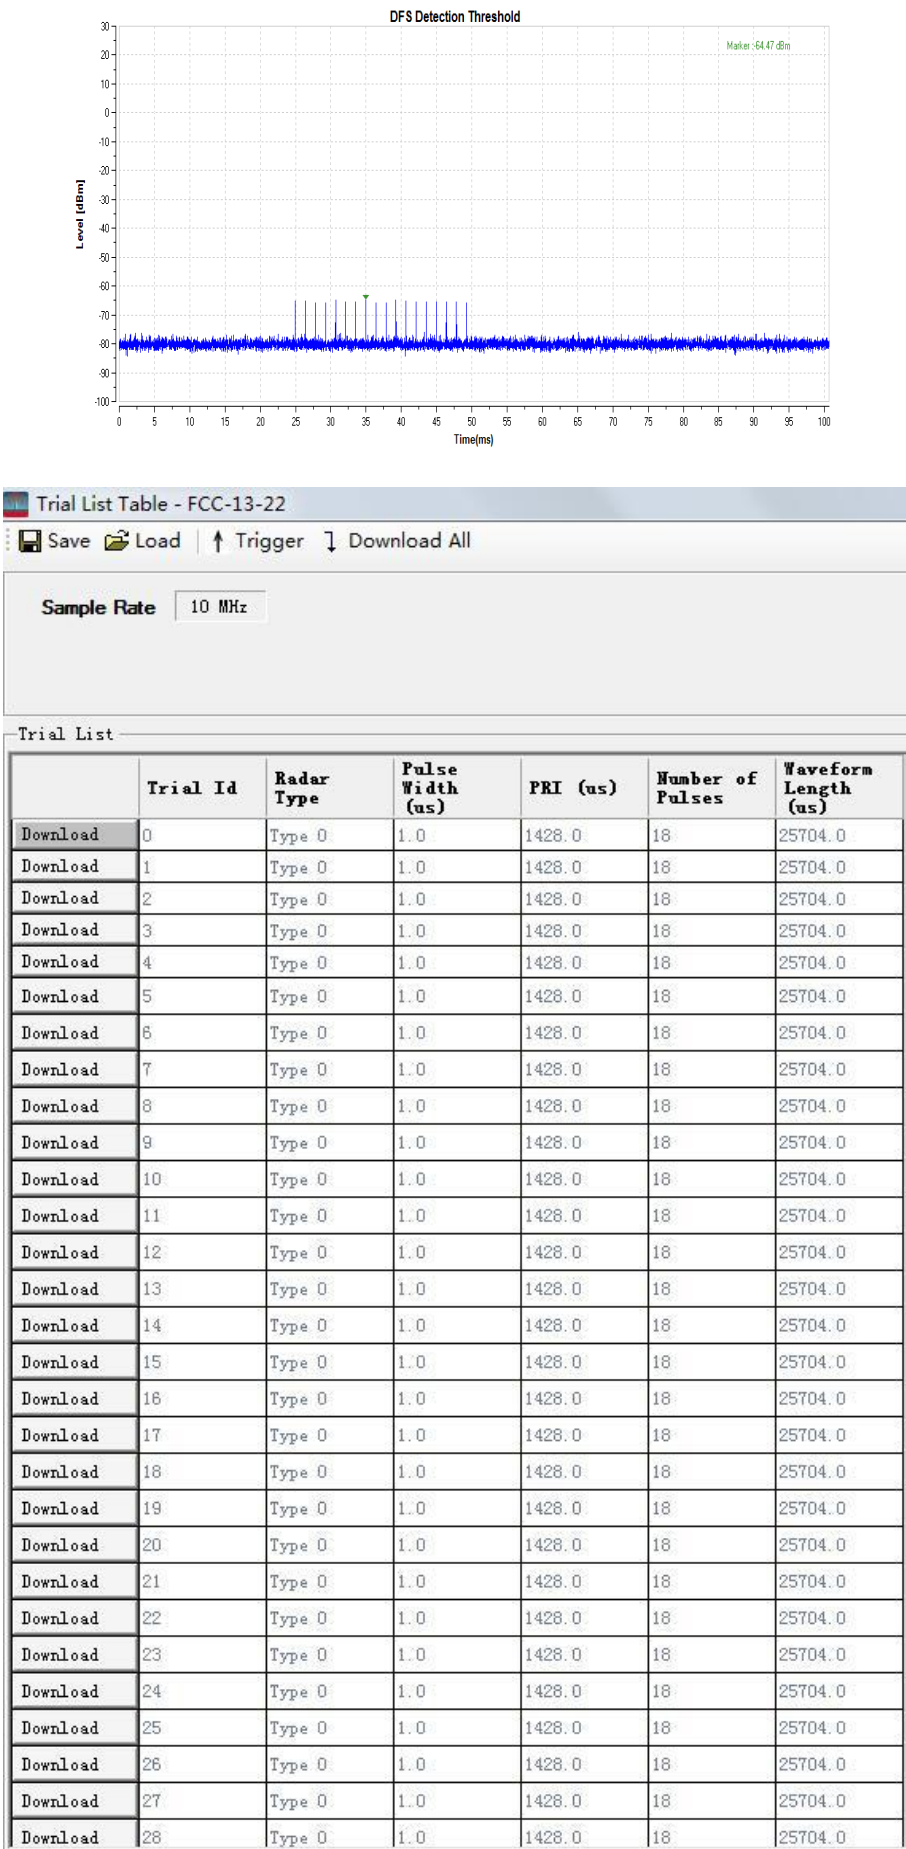 DFS Detection Threshold
Marker :-64.47 dBm
30
20
10
0
-10
-20
-30
-40
-50
-60
-70
-80
-90
-100
Level [dBm]
0 5 10 15 20 25 30 35 40 45 50 55 60 65 70 75 80 85 90 95 100
Time(ms)
Trial List Table - FCC-13-22
Save Load Trigger Download All
Sample Rate 10 MHz
Trial List
Trial Id Radar Type Pulse Width (us) PRI (us) Number of Pulses Waveform Length (us)
Download 0 Type 0 1.0 1428.0 18 25704.0
Download 1 Type 0 1.0 1428.0 18 25704.0
Download 2 Type 0 1.0 1428.0 18 25704.0
Download 3 Type 0 1.0 1428.0 18 25704.0
Download 4 Type 0 1.0 1428.0 18 25704.0
Download 5 Type 0 1.0 1428.0 18 25704.0
Download 6 Type 0 1.0 1428.0 18 25704.0
Download 7 Type 0 1.0 1428.0 18 25704.0
Download 8 Type 0 1.0 1428.0 18 25704.0
Download 9 Type 0 1.0 1428.0 18 25704.0
Download 10 Type 0 1.0 1428.0 18 25704.0
Download 11 Type 0 1.0 1428.0 18 25704.0
Download 12 Type 0 1.0 1428.0 18 25704.0
Download 13 Type 0 1.0 1428.0 18 25704.0
Download 14 Type 0 1.0 1428.0 18 25704.0
Download 15 Type 0 1.0 1428.0 18 25704.0
Download 16 Type 0 1.0 1428.0 18 25704.0
Download 17 Type 0 1.0 1428.0 18 25704.0
Download 18 Type 0 1.0 1428.0 18 25704.0
Download 19 Type 0 1.0 1428.0 18 25704.0
Download 20 Type 0 1.0 1428.0 18 25704.0
Download 21 Type 0 1.0 1428.0 18 25704.0
Download 22 Type 0 1.0 1428.0 18 25704.0
Download 23 Type 0 1.0 1428.0 18 25704.0
Download 24 Type 0 1.0 1428.0 18 25704.0
Download 25 Type 0 1.0 1428.0 18 25704.0
Download 26 Type 0 1.0 1428.0 18 25704.0
Download 27 Type 0 1.0 1428.0 18 25704.0
Download 28 Type 0 1.0 1428.0 18 25704.0